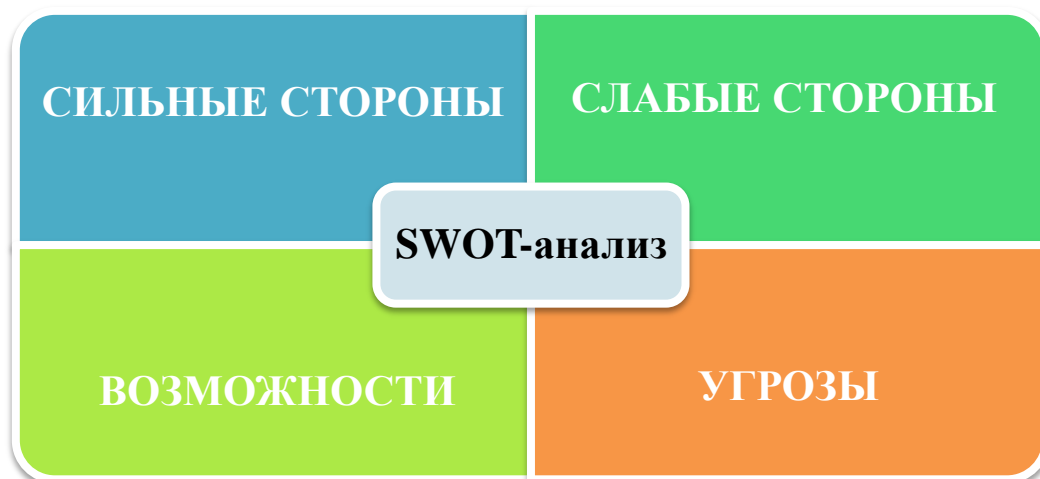 СИЛЬНЫЕ СТОРОНЫ
СЛАБЫЕ СТОРОНЫ
SWOT-анализ
ВОЗМОЖНОСТИ
УГРОЗЫ